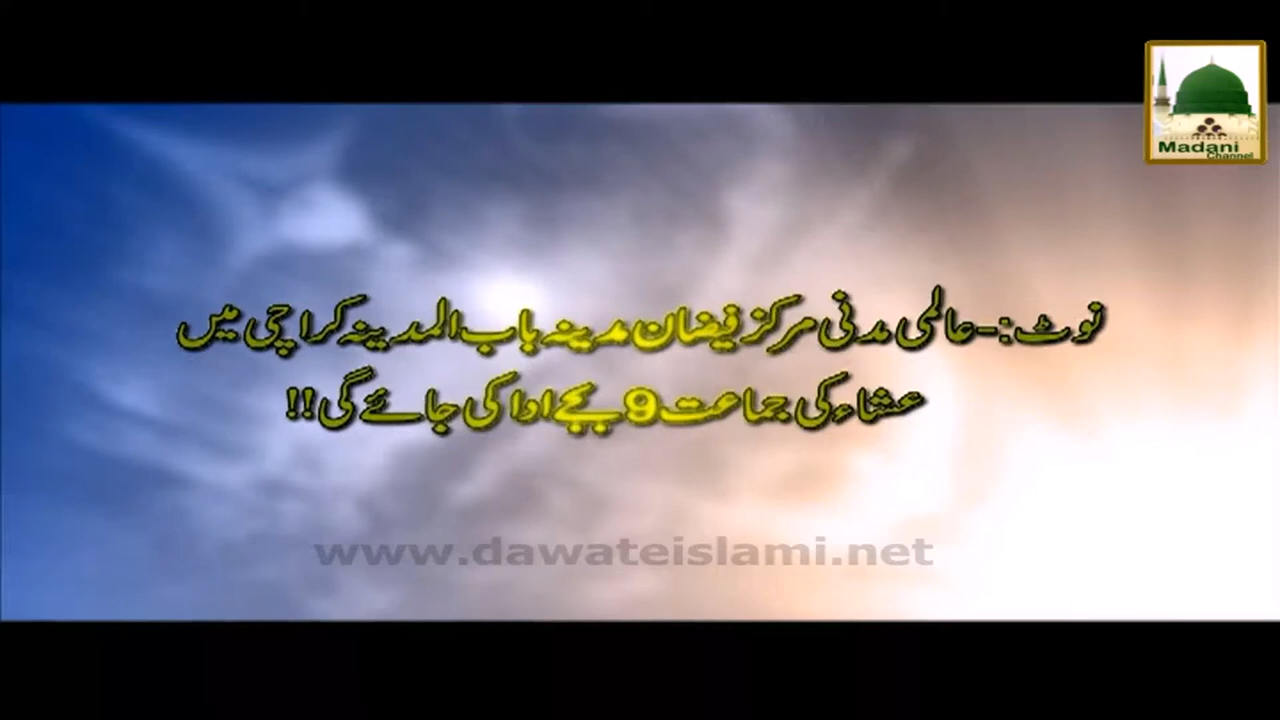 Madani
Channel
نوٹ:-عالمی مدنی مرکز فیضان مدینہ باب المدینہ کراچی میں
عشاء کی جماعت 9 بجے ادا کی جائے گی!!
www.dawateislami.net